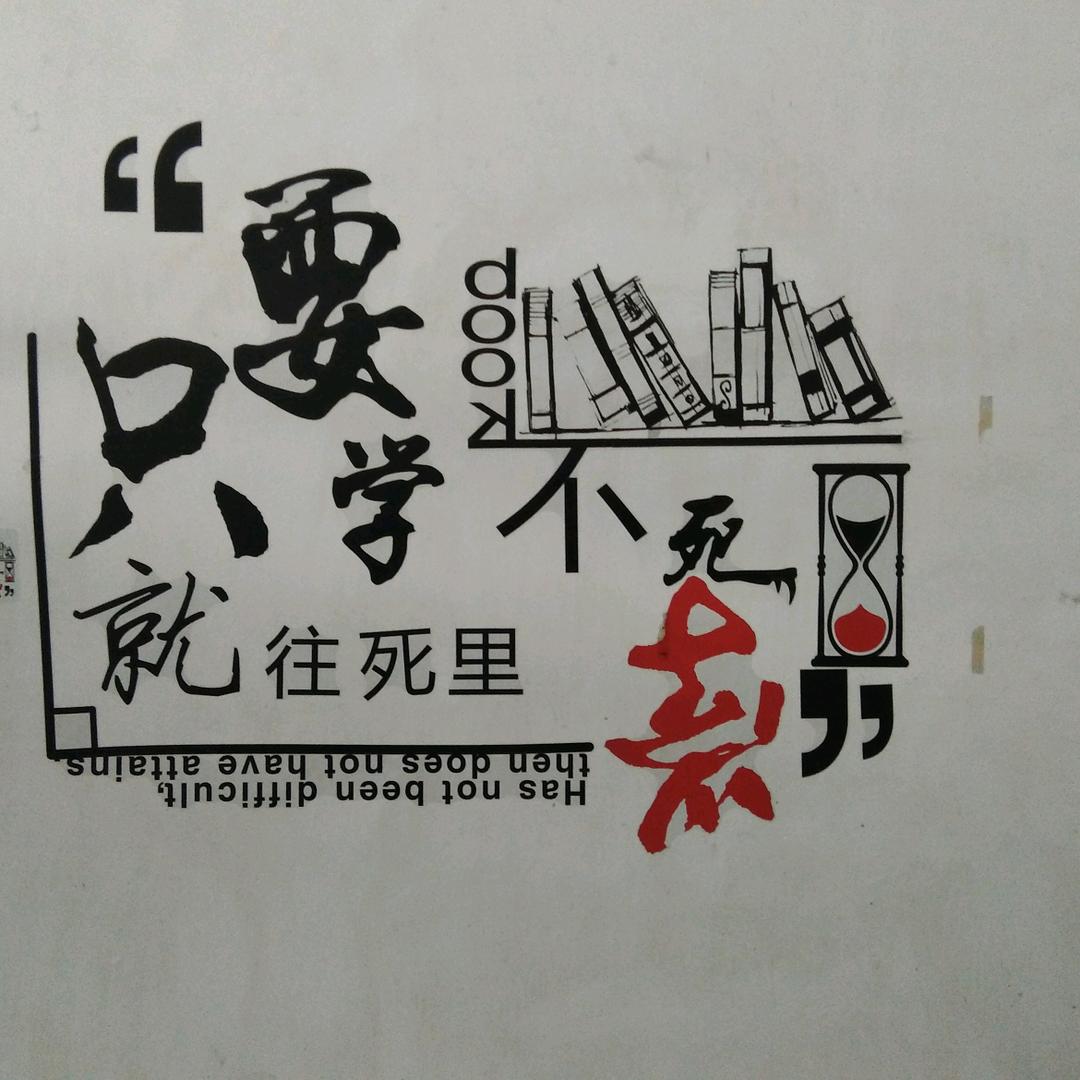 “只要学不死
book
就往死里学”
Has not been difficult,
then does not have attains.